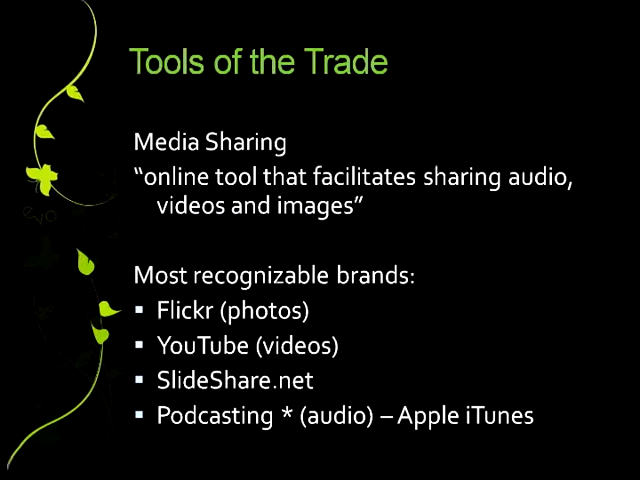 Tools of the Trade
Media Sharing
“online tool that facilitates sharing audio,
videos and images”
Most recognizable brands:
▪ Flickr (photos)
▪ YouTube (videos)
▪ SlideShare.net
▪ Podcasting * (audio) – Apple iTunes